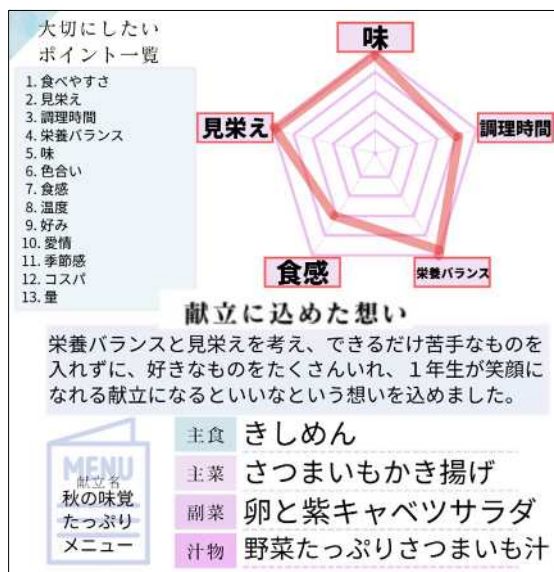 大切にしたい
ポイント一覧
1. 食べやすさ
2. 見栄え
3. 調理時間
4. 栄養バランス
5. 味
6. 色合い
7. 食感
8. 温度
9. 好み
10. 愛情
11. 季節感
12. コスパ
13. 量
味
見栄え
調理時間
食感
栄養バランス
献立に込めた想い
栄養バランスと見栄えを考え、できるだけ苦手なものを
入れずに、好きなものをたくさんいれ、１年生が笑顔に
なれる献立になるといいなという想いを込めました。
MENU
献立名
秋の味覚
たっぷり
メニュー
主食 きしめん
主菜 さつまいもかき揚げ
副菜 卵と紫キャベツサラダ
汁物 野菜たっぷりさつまいも汁